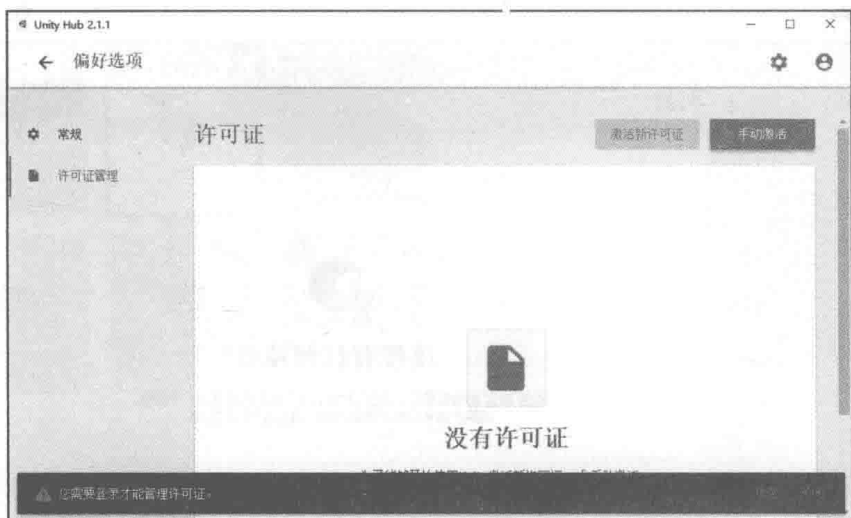 Unity Hub 2.1.1
偏好选项
常规
许可证管理
许可证
激活新许可证
手动激活
没有许可证
您需要登录才能管理许可证。